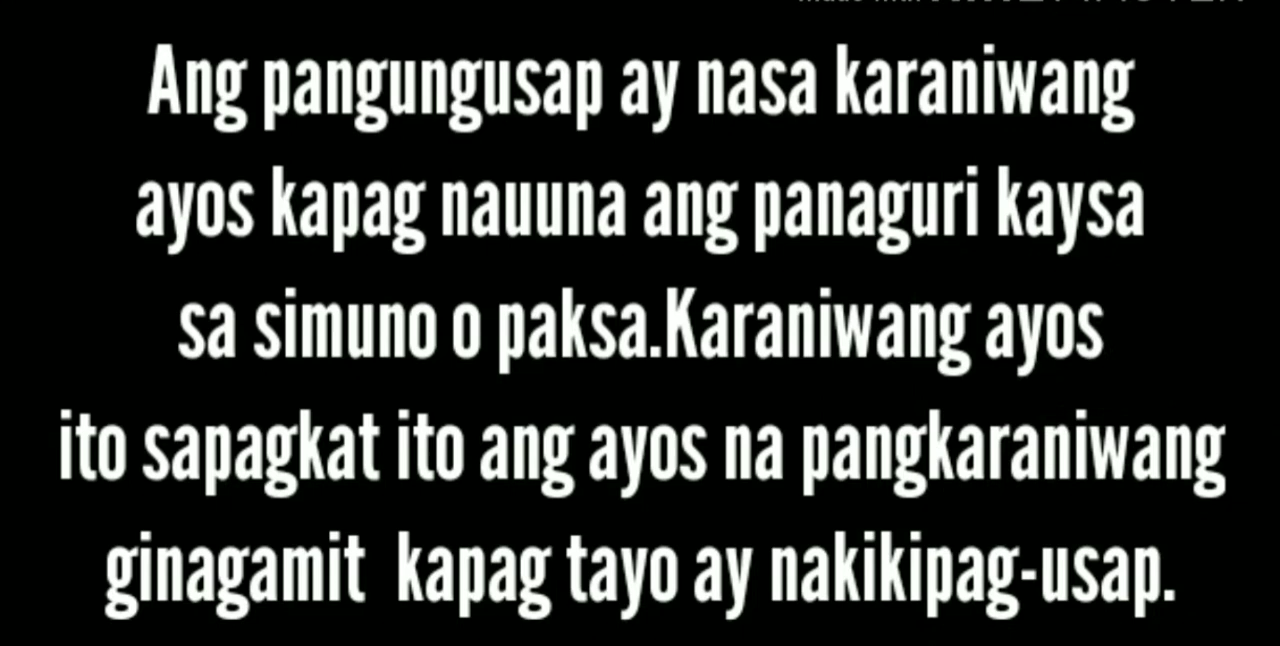 Ang pangungusap ay nasa karaniwang
ayos kapag nauuna ang panaguri kaysa
sa simuno o paksa.Karaniwang ayos
ito sapagkat ito ang ayos na pangkaraniwang
ginagamit kapag tayo ay nakikipag-usap.